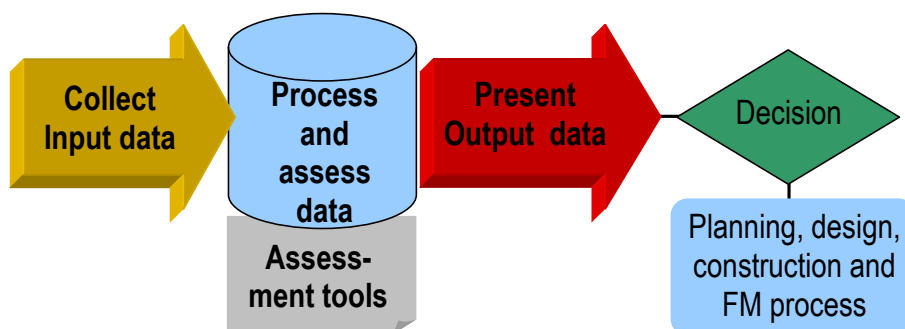 Collect
Input data
Process
and
assess
data
Assess-
ment tools
Present
Output data
Decision
Planning, design,
construction and
FM process